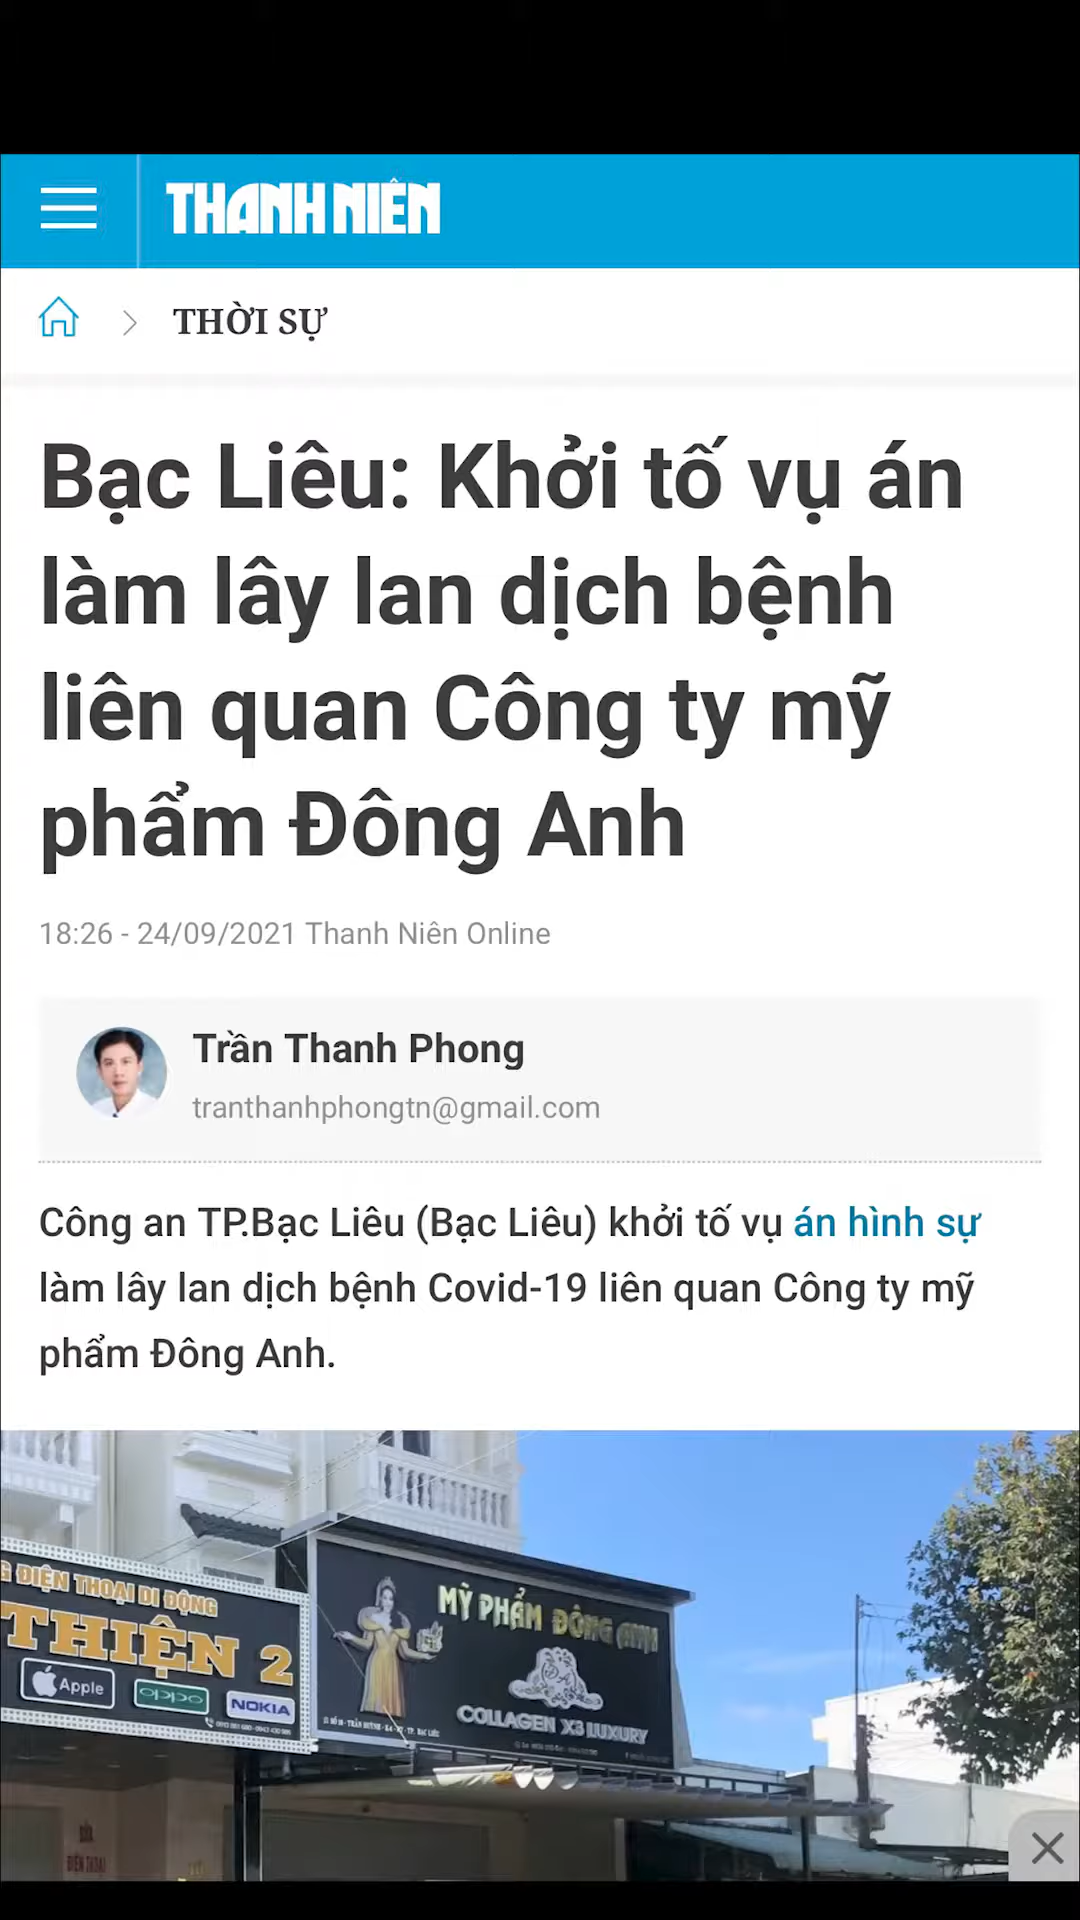 THANH NIÊN
THỜI SỰ
Bạc Liêu: Khởi tố vụ án
làm lây lan dịch bệnh
liên quan Công ty mỹ
phẩm Đông Anh
18:26 - 24/09/2021 Thanh Niên Online
Trần Thanh Phong
tranthanhphongtn@gmail.com
Công an TP.Bạc Liêu (Bạc Liêu) khởi tố vụ án hình sự
làm lây lan dịch bệnh Covid-19 liên quan Công ty mỹ
phẩm Đông Anh.
ĐIỆN THOẠI DI ĐỘNG
THIỆN 2
Apple
oppo
NOKIA
MỸ PHẨM ĐÔNG ANH
COLLAGEN X3 LUXURY
ĐIỆN THOẠI